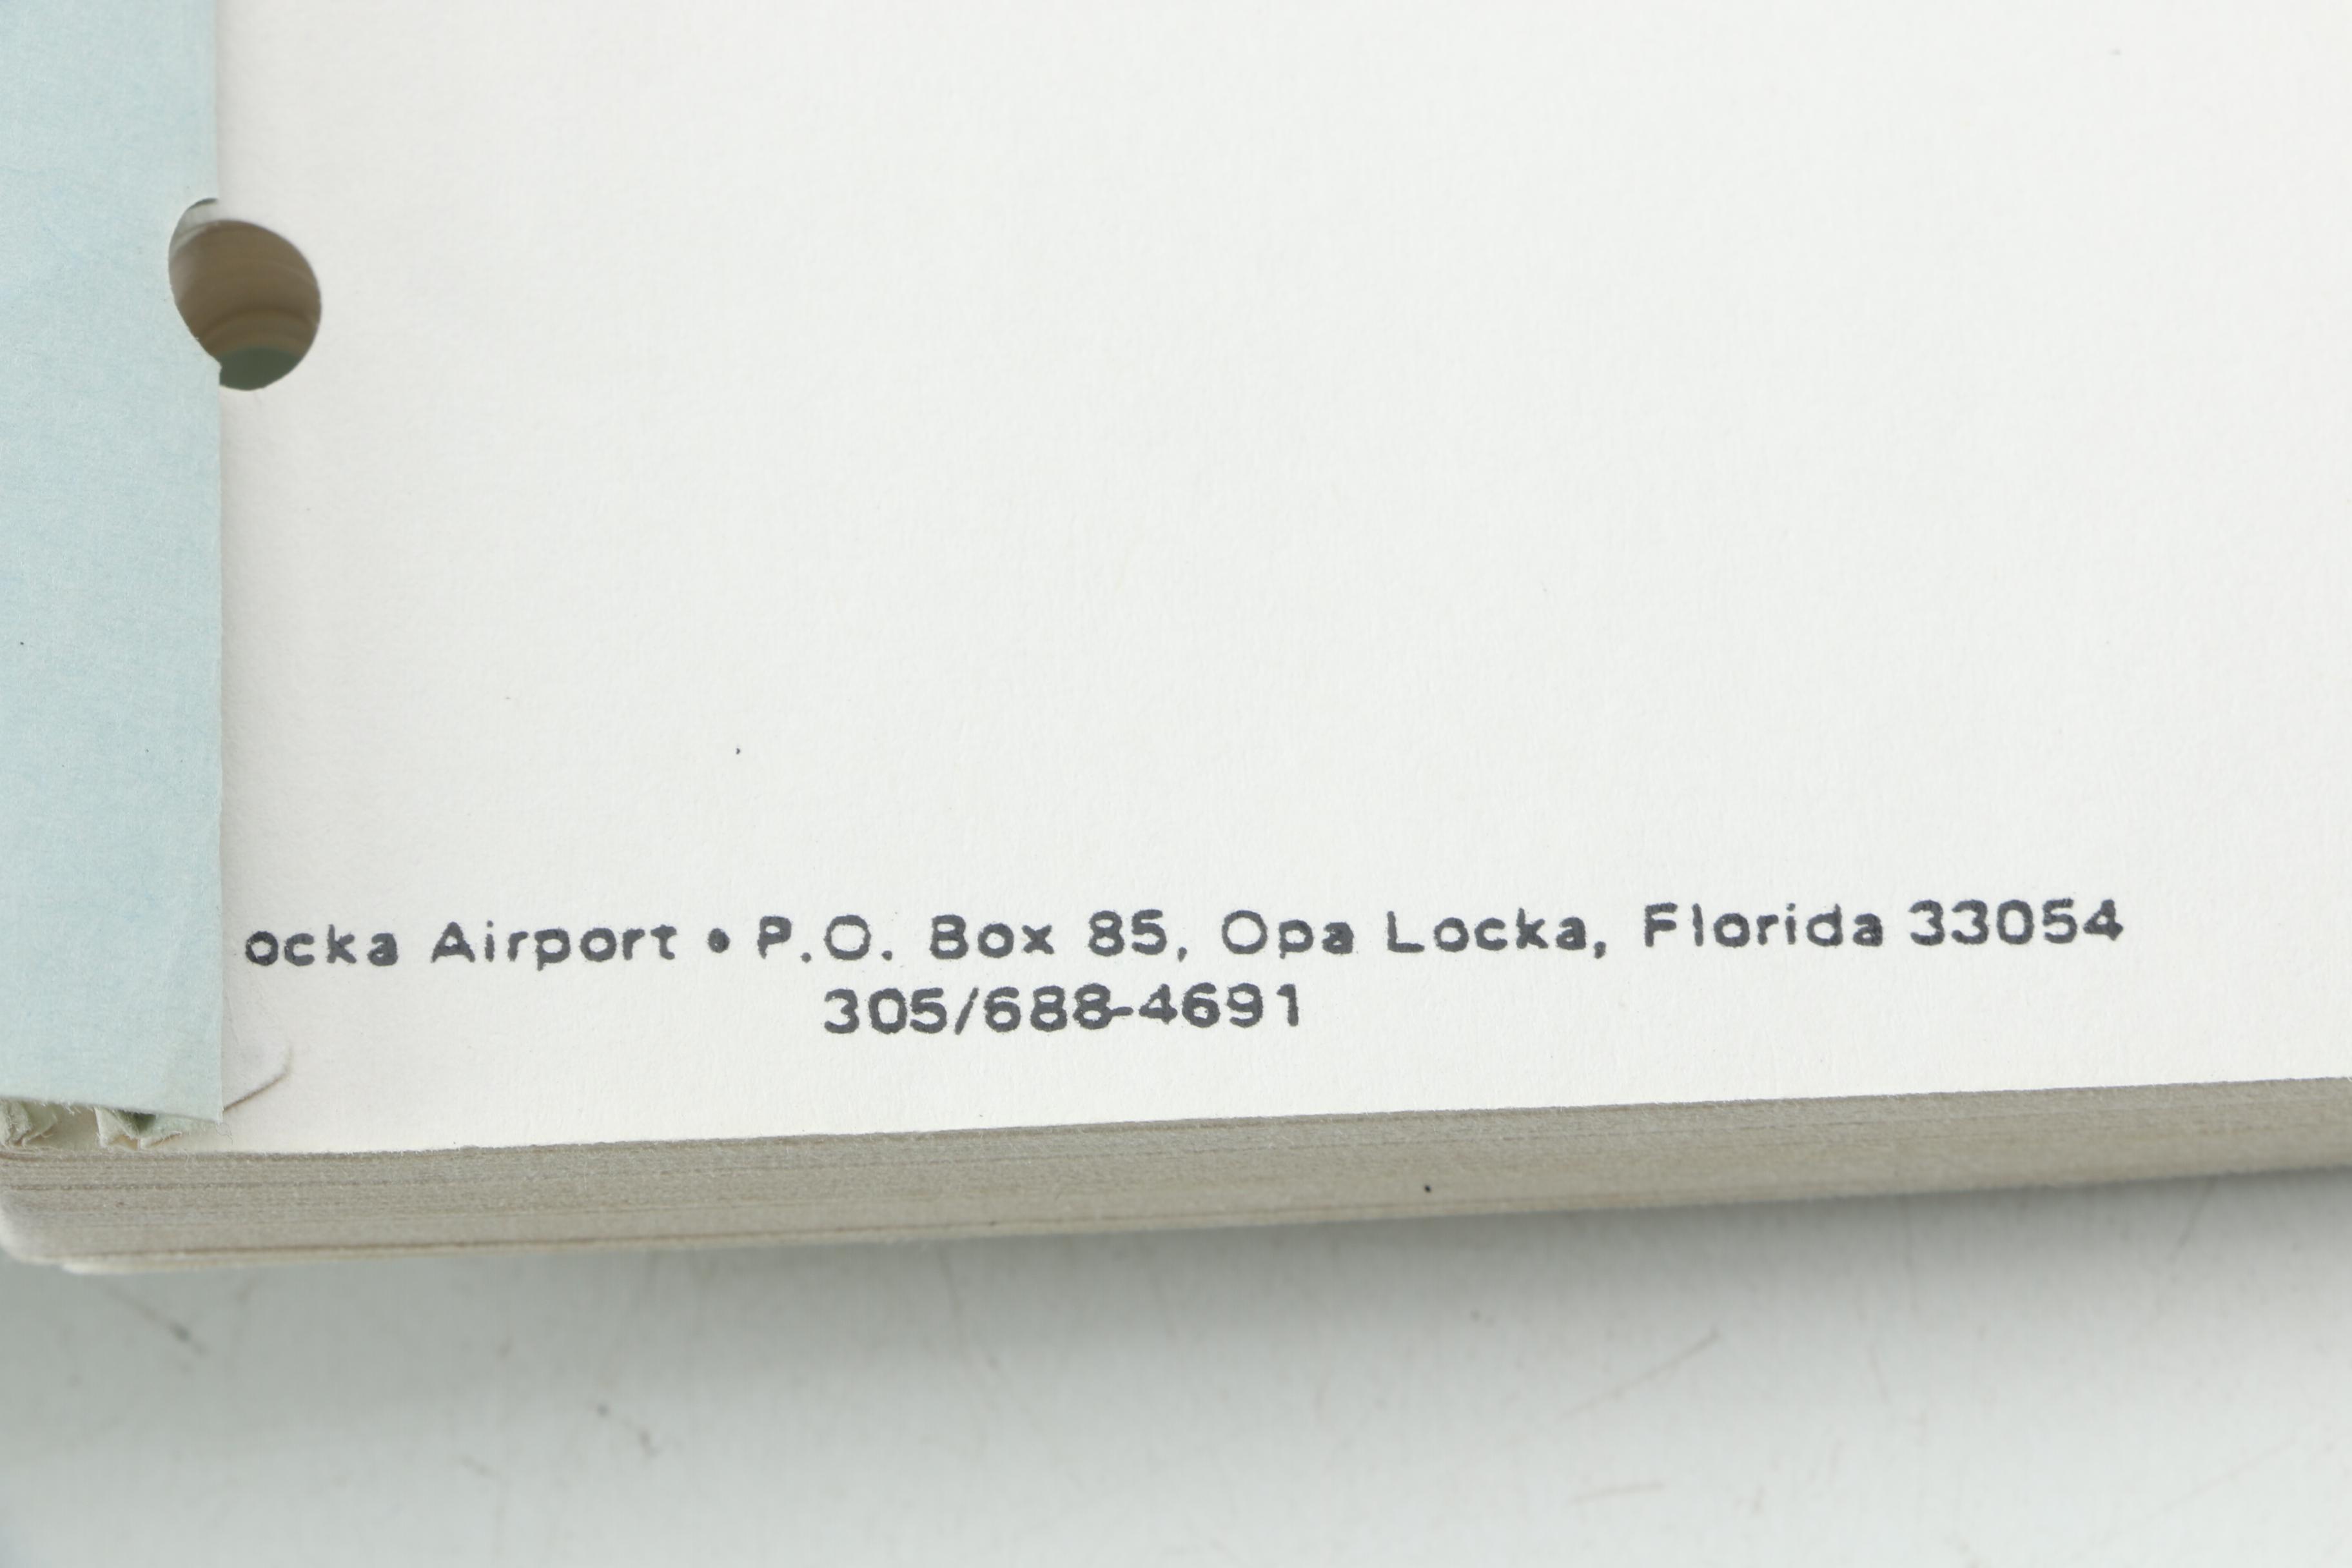 ocka Airport • P.O. Box 85, Opa Locka, Florida 33054
305/688-4691